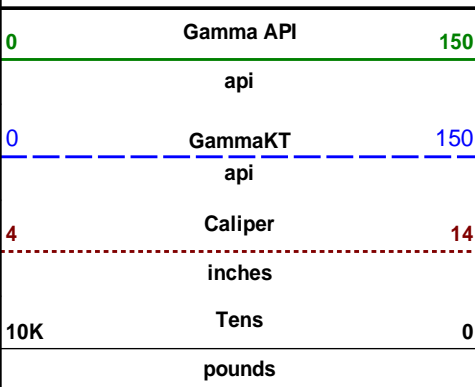 Gamma API
0 150
api
0 GammaKT 150
api
Caliper
4 14
inches
Tens
10K 0
pounds